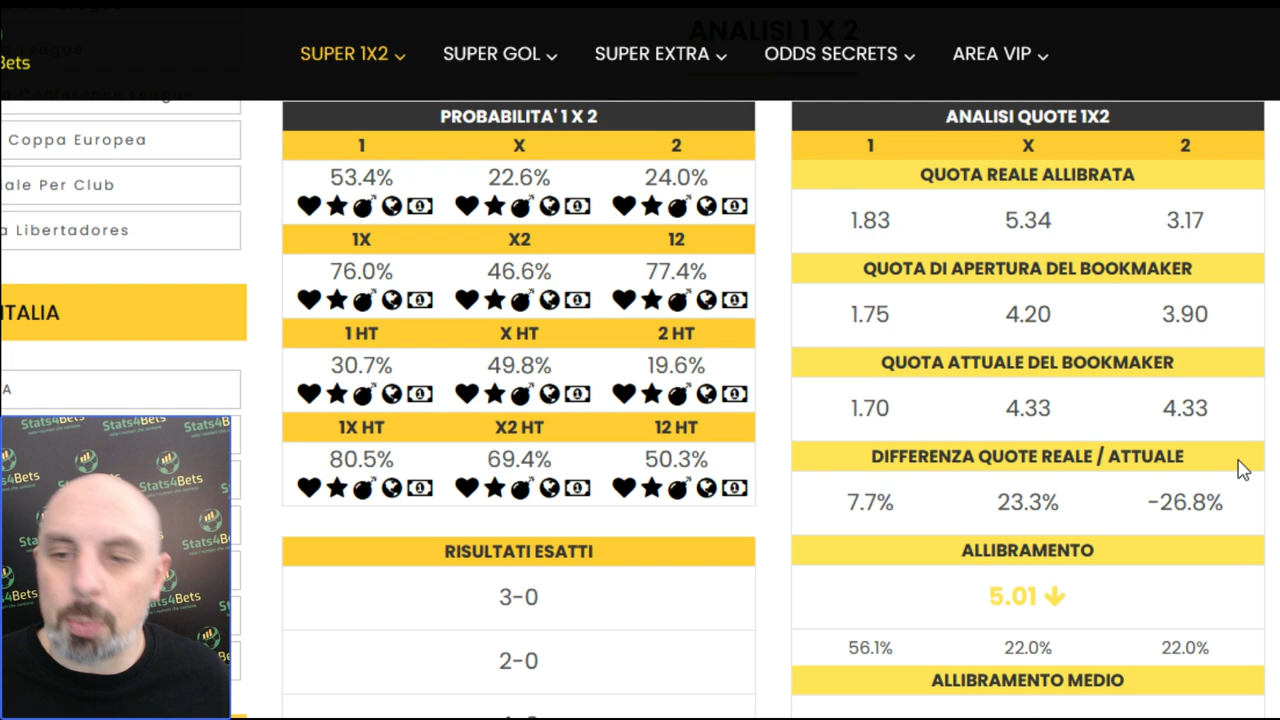 ANALISI 1 X 2
Bets
SUPER 1X2 SUPER GOL SUPER EXTRA ODDS SECRETS AREA VIP
Coppa Europea
ale Per Club
a Libertadores
ITALIA
A
PROBABILITA' 1 X 2
1 X 2
53.4% 22.6% 24.0%
1X X2 12
76.0% 46.6% 77.4%
1 HT X HT 2 HT
30.7% 49.8% 19.6%
1X HT X2 HT 12 HT
80.5% 69.4% 50.3%
RISULTATI ESATTI
3-0
2-0
ANALISI QUOTE 1X2
1 X 2
QUOTA REALE ALLIBRATA
1.83 5.34 3.17
QUOTA DI APERTURA DEL BOOKMAKER
1.75 4.20 3.90
QUOTA ATTUALE DEL BOOKMAKER
1.70 4.33 4.33
DIFFERENZA QUOTE REALE / ATTUALE
7.7% 23.3% -26.8%
ALLIBRAMENTO
5.01
56.1% 22.0% 22.0%
ALLIBRAMENTO MEDIO
Stats4Bets
Stats4Bets
Stats4Bets